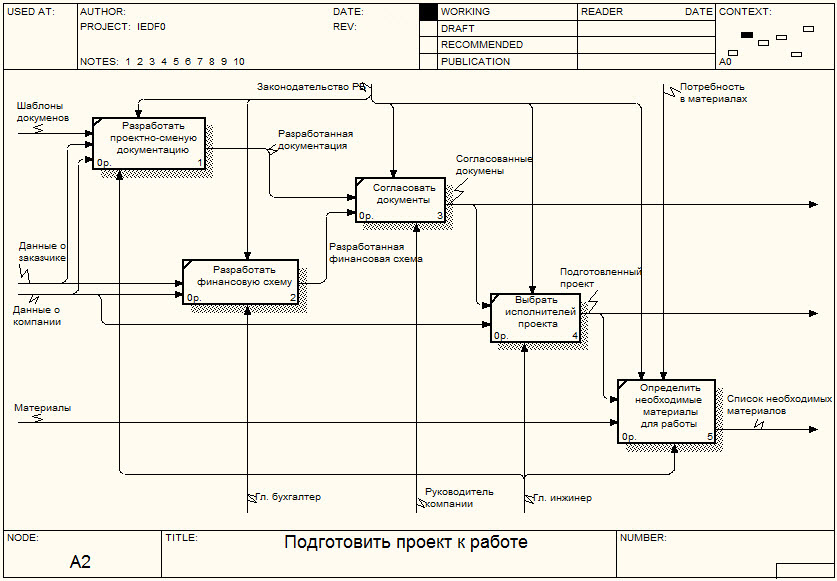 USED AT:
AUTHOR:
DATE:
PROJECT: IEDF0
REV:
NOTES: 1 2 3 4 5 6 7 8 9 10
WORKING
DRAFT
RECOMMENDED
PUBLICATION
READER
DATE
CONTEXT:
A0
Законодательство РФ
Потребность
в материалах
Шаблоны
докуменов
Разработать
проектно-сменую
документацию
0р.
1
Разработанная
документация
Согласовать
документы
0р.
3
Согласованные
докумены
Данные о
заказчике
Разработать
финансовую схему
0р.
2
Разработанная
финансовая схема
Данные о
компании
Подготовленный
проект
Выбрать
исполнителей
проекта
0р.
4
Материалы
Определить
необходимые
материалы
для работы
0р.
5
Список необходимых
материалов
Гл. бухгалтер
Руководитель
компании
Гл. инжинер
NODE:
A2
TITLE:
Подготовить проект к работе
NUMBER: